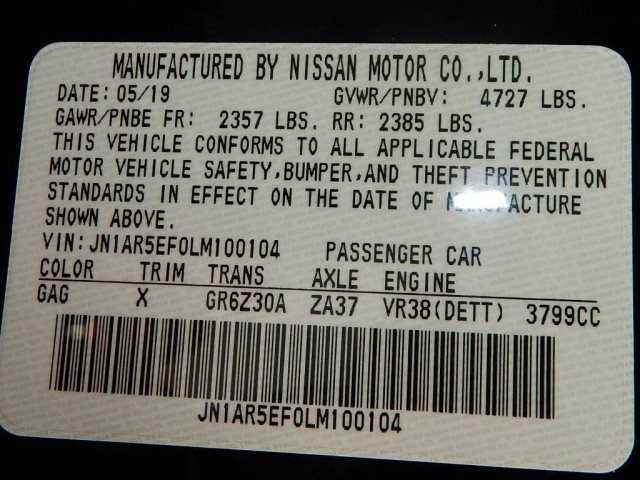 MANUFACTURED BY NISSAN MOTOR CO.,LTD.
DATE: 05/19 GVWR/PNBV: 4727 LBS.
GAWR/PNBE FR: 2357 LBS. RR: 2385 LBS.
THIS VEHICLE CONFORMS TO ALL APPLICABLE FEDERAL
MOTOR VEHICLE SAFETY,BUMPER,AND THEFT PREVENTION
STANDARDS IN EFFECT ON THE DATE OF MANUFACTURE
SHOWN ABOVE.
VIN: JN1AR5EF0LM100104 PASSENGER CAR
COLOR TRIM TRANS AXLE ENGINE
GAG X GR6Z30A ZA37 VR38(DETT) 3799CC
JN1AR5EF0LM100104